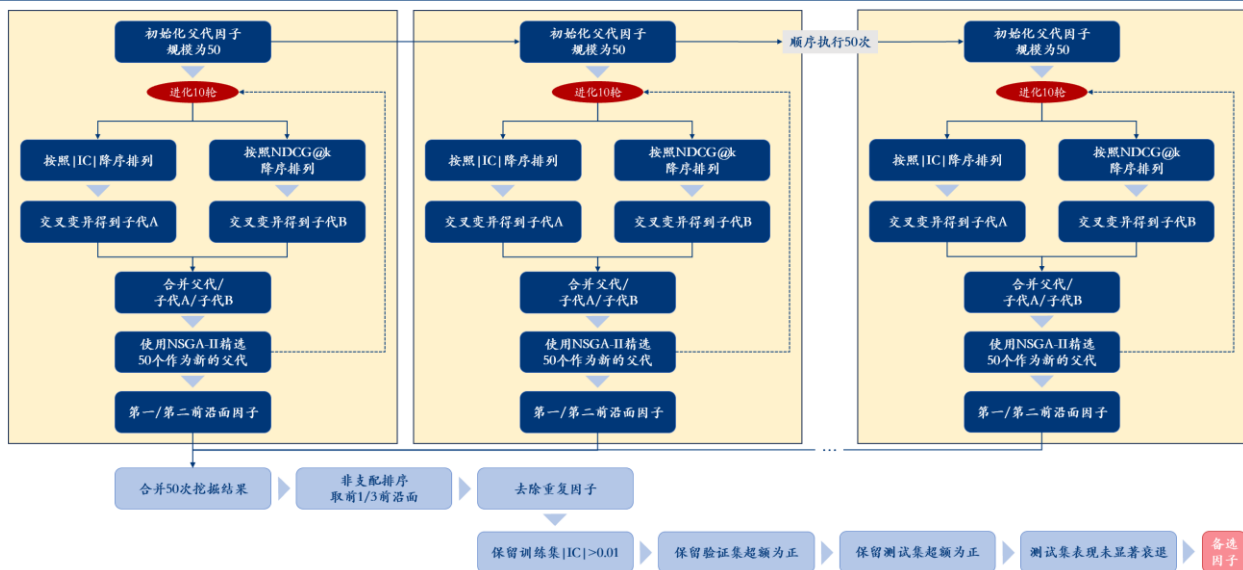 初始化父代因子
规模为50
进化10轮
按照|IC|降序排列
按照NDCG@k
降序排列
交叉变异得到子代A
交叉变异得到子代B
合并父代/
子代A/子代B
使用NSGA-II精选
50个作为新的父代
第一/第二前沿面因子
初始化父代因子
规模为50
进化10轮
按照|IC|降序排列
按照NDCG@k
降序排列
交叉变异得到子代A
交叉变异得到子代B
合并父代/
子代A/子代B
使用NSGA-II精选
50个作为新的父代
第一/第二前沿面因子
顺序执行50次
初始化父代因子
规模为50
进化10轮
按照|IC|降序排列
按照NDCG@k
降序排列
交叉变异得到子代A
交叉变异得到子代B
合并父代/
子代A/子代B
使用NSGA-II精选
50个作为新的父代
第一/第二前沿面因子
...
合并50次挖掘结果
非支配排序
取前1/3前沿面
去除重复因子
保留训练集|IC|>0.01
保留验证集超额为正
保留测试集超额为正
测试集表现未显著衰退
备选
因子